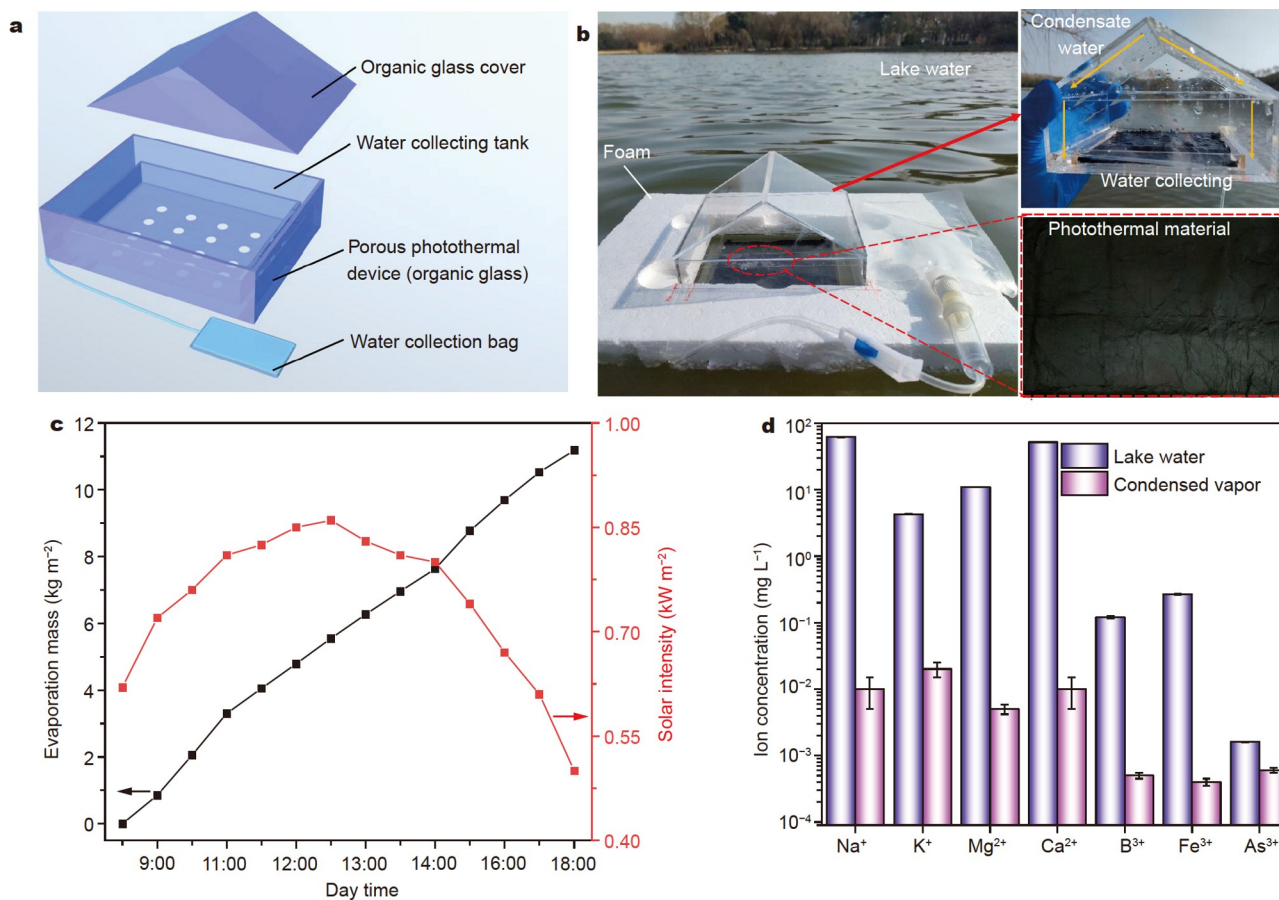 a
Organic glass cover
Water collecting tank
Porous photothermal
device (organic glass)
Water collection bag
b
Lake water
Foam
Condensate
water
Water collecting
Photothermal material
c
Evaporation mass (kg m⁻²)
12
10
8
6
4
2
0
1.00
0.85
0.70
0.55
0.40
Solar intensity (kW m⁻²)
9:00 11:00 12:00 13:00 14:00 16:00 18:00
Day time
d
Ion concentration (mg L⁻¹)
10²
10¹
10⁰
10⁻¹
10⁻²
10⁻³
10⁻⁴
Lake water
Condensed vapor
Na⁺ K⁺ Mg²⁺ Ca²⁺ B³⁺ Fe³⁺ As³⁺